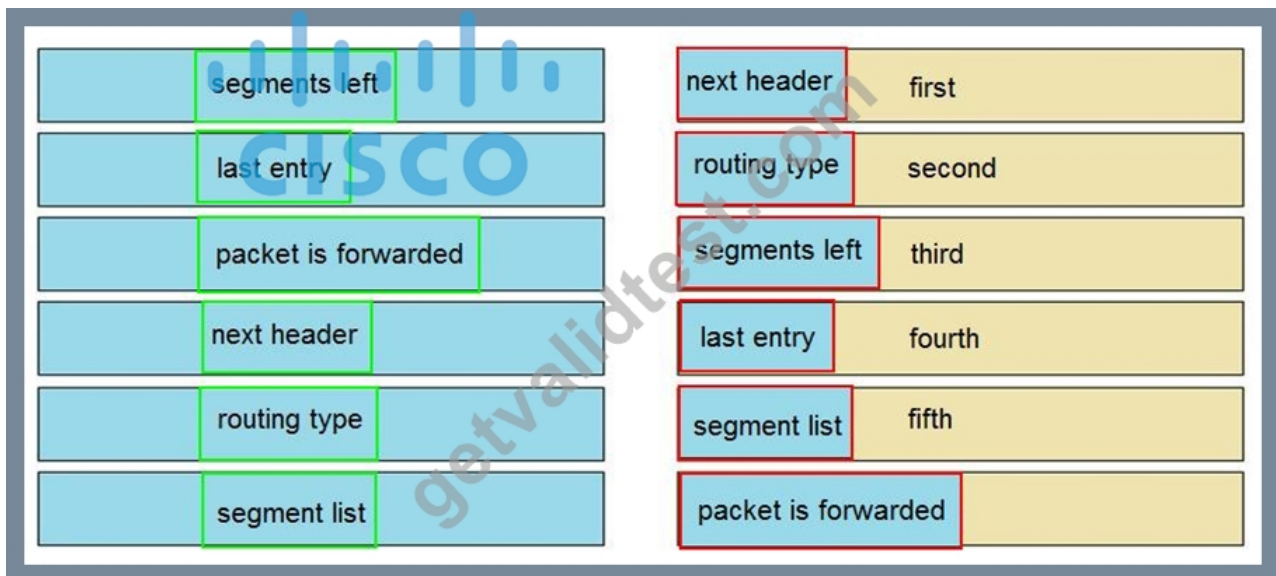 segments left
last entry
packet is forwarded
next header
routing type
segment list
CISCO
next header first
routing type second
segments left third
last entry fourth
segment list fifth
packet is forwarded
getvalidtest.com